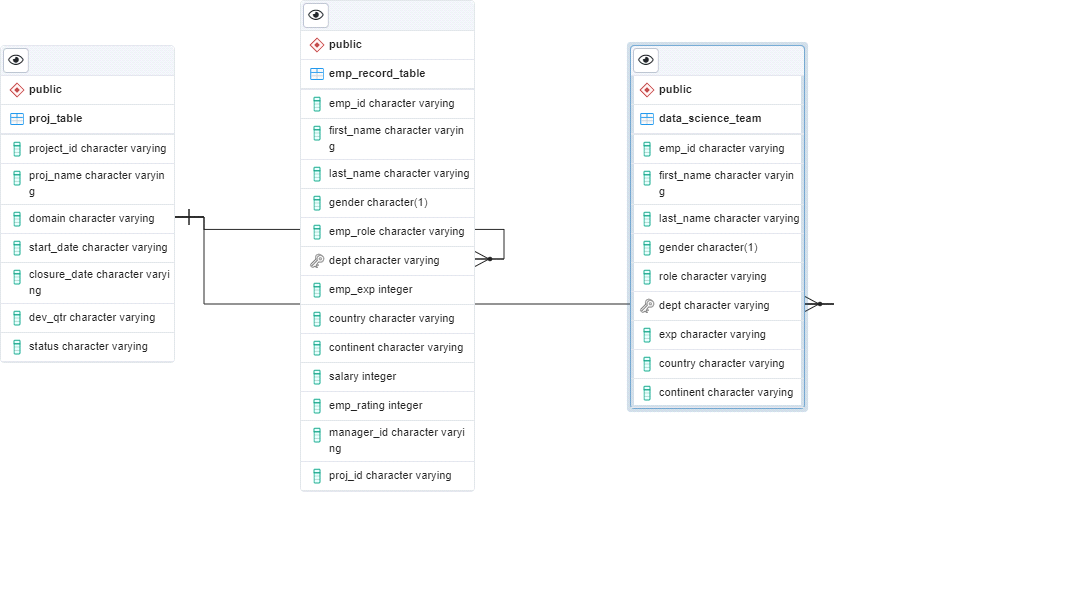 public
proj_table
project_id character varying
proj_name character varyin
g
domain character varying
start_date character varying
closure_date character varyi
ng
dev_qtr character varying
status character varying
public
emp_record_table
emp_id character varying
first_name character varyin
g
last_name character varying
gender character(1)
emp_role character varying
dept character varying
emp_exp integer
country character varying
continent character varying
salary integer
emp_rating integer
manager_id character varyi
ng
proj_id character varying
public
data_science_team
emp_id character varying
first_name character varyin
g
last_name character varying
gender character(1)
role character varying
dept character varying
exp character varying
country character varying
continent character varying